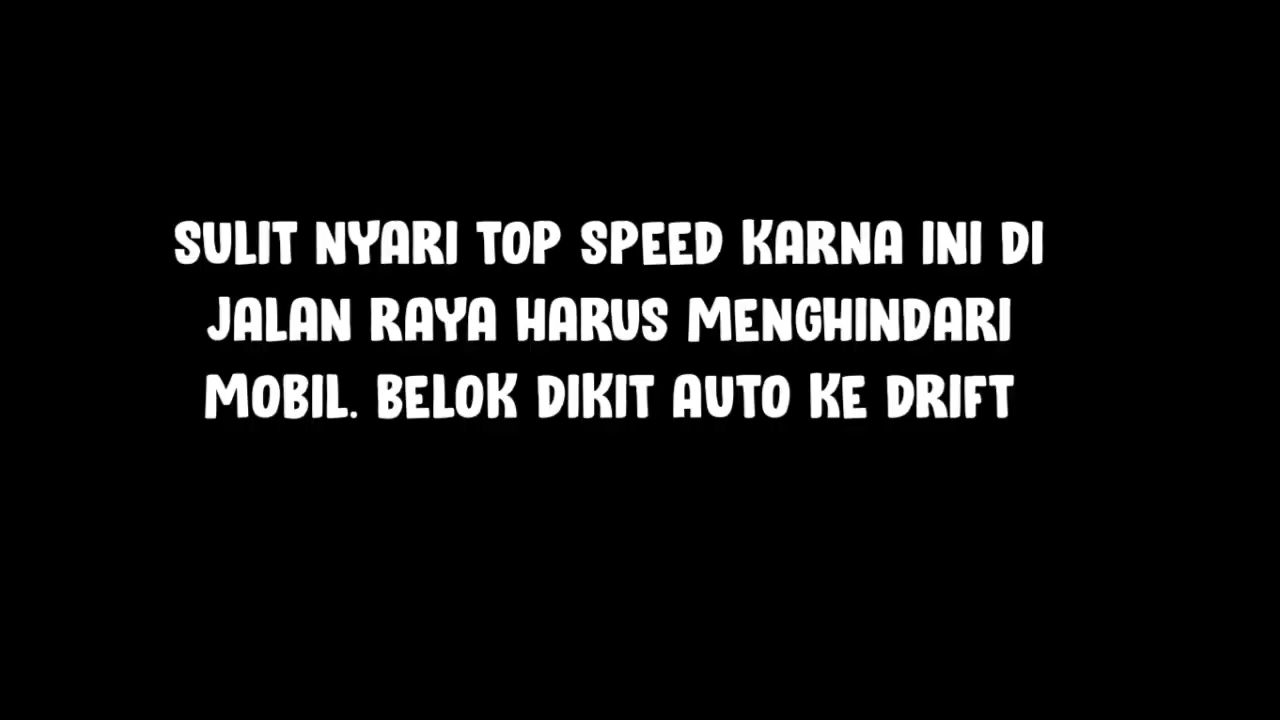 SULIT NYARI TOP SPEED KARNA INI DI
JALAN RAYA HARUS MENGHINDARI
MOBIL. BELOK DIKIT AUTO KE DRIFT